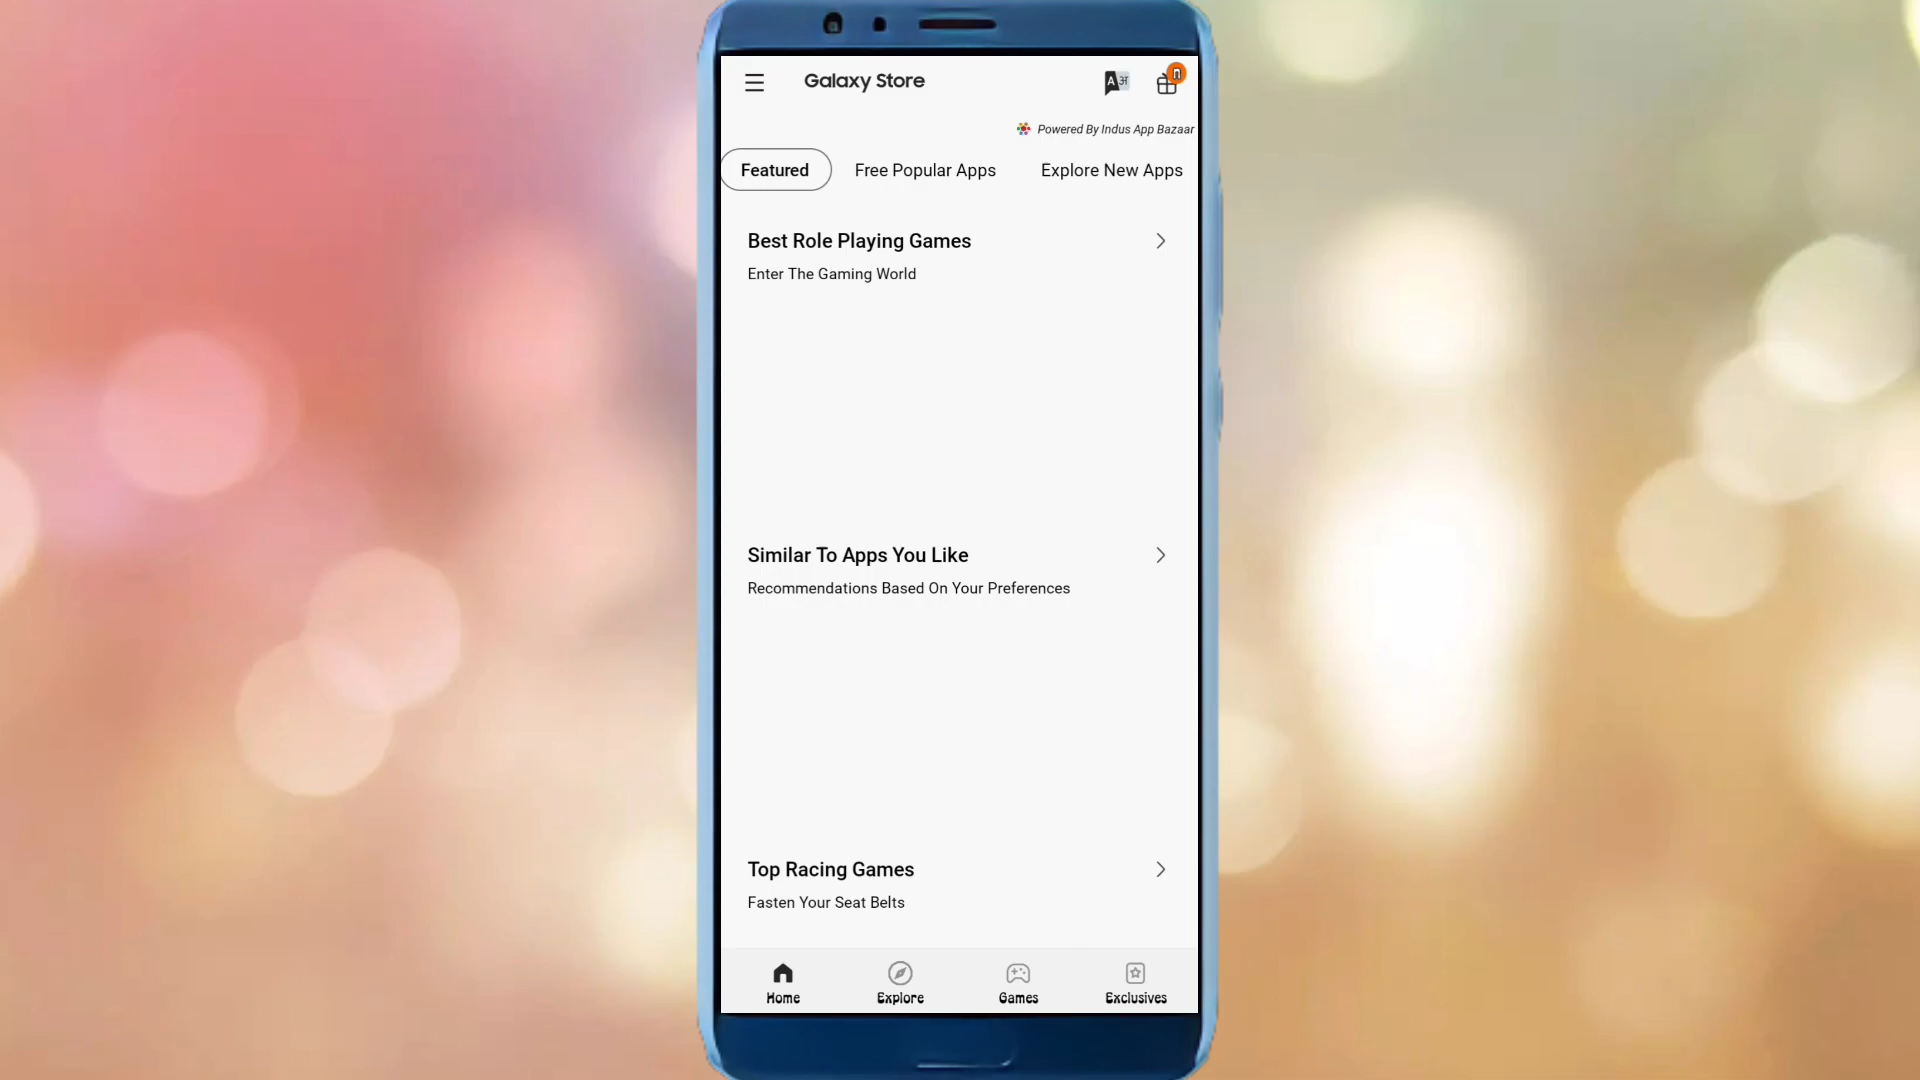 Galaxy Store
A अ
n
Powered By Indus App Bazaar
Featured
Free Popular Apps
Explore New Apps
Best Role Playing Games
Enter The Gaming World
Similar To Apps You Like
Recommendations Based On Your Preferences
Top Racing Games
Fasten Your Seat Belts
Home
Explore
Games
Exclusives